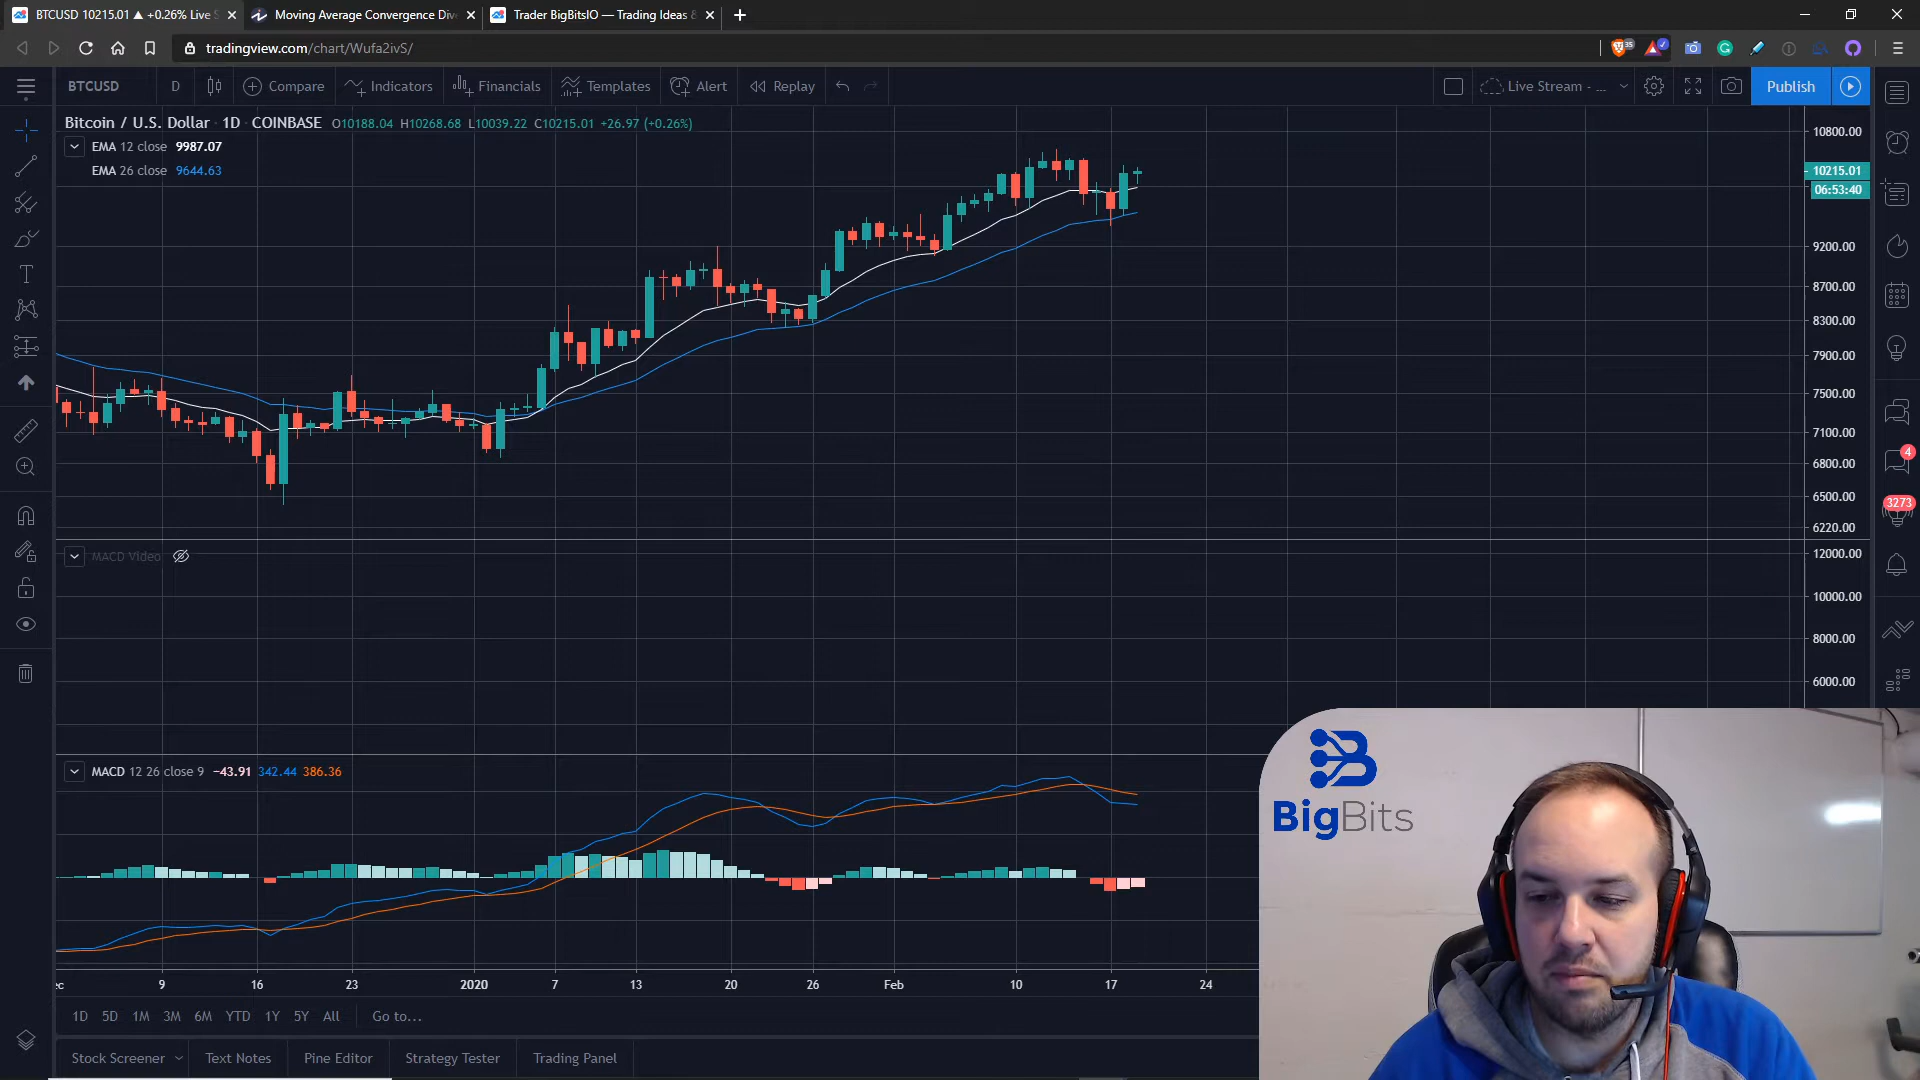 BTCUSD 10215.01 ▲ +0.26% Live S
Moving Average Convergence Div
Trader BigBitsIO — Trading Ideas &
tradingview.com/chart/Wufa2ivS/
35
BTCUSD D Compare Indicators Financials Templates Alert Replay Live Stream - ... Publish
Bitcoin / U.S. Dollar · 1D · COINBASE O10188.04 H10268.68 L10039.22 C10215.01 +26.97 (+0.26%)
EMA 12 close 9987.07
EMA 26 close 9644.63
10800.00
10215.01
06:53:40
9200.00
8700.00
8300.00
7900.00
7500.00
7100.00
6800.00
6500.00
6220.00
4
3273
MACD Video
12000.00
10000.00
8000.00
6000.00
MACD 12 26 close 9 −43.91 342.44 386.36
BigBits
9 16 23 2020 7 13 20 26 Feb 10 17 24
1D 5D 1M 3M 6M YTD 1Y 5Y All Go to...
Stock Screener Text Notes Pine Editor Strategy Tester Trading Panel